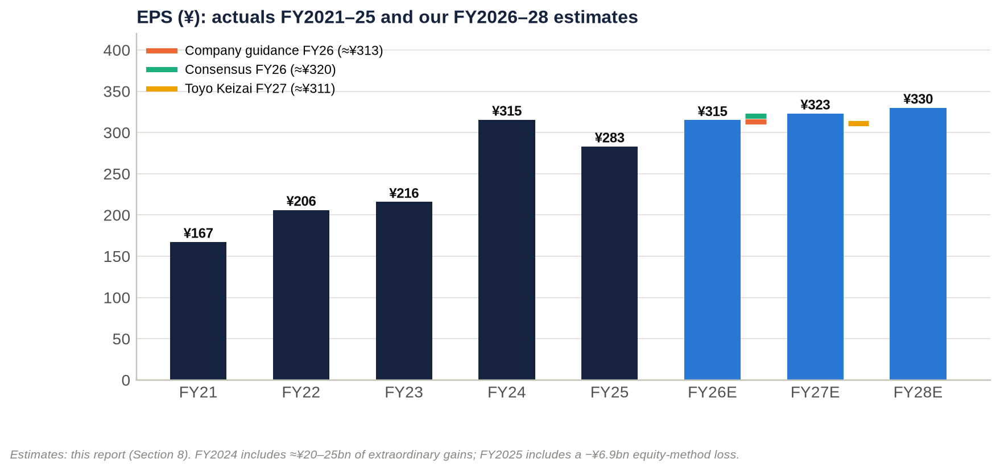 EPS (¥): actuals FY2021–25 and our FY2026–28 estimates
Company guidance FY26 (≈¥313)
Consensus FY26 (≈¥320)
Toyo Keizai FY27 (≈¥311)
400
350
300
250
200
150
100
50
0
¥167
¥206
¥216
¥315
¥283
¥315
¥323
¥330
FY21
FY22
FY23
FY24
FY25
FY26E
FY27E
FY28E
Estimates: this report (Section 8). FY2024 includes ≈¥20–25bn of extraordinary gains; FY2025 includes a −¥6.9bn equity-method loss.